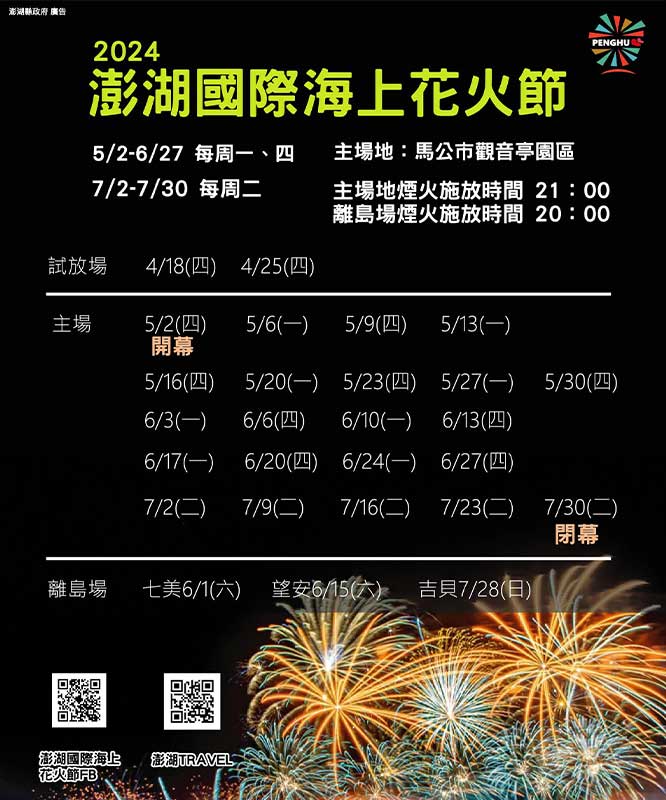 澎湖縣政府 廣告
PENGHU
2024
澎湖國際海上花火節
5/2-6/27 每周一、四
7/2-7/30 每周二
主場地：馬公市觀音亭園區
主場地煙火施放時間 21：00
離島場煙火施放時間 20：00
試放場 4/18(四) 4/25(四)
主場 5/2(四) 5/6(一) 5/9(四) 5/13(一)
開幕
5/16(四) 5/20(一) 5/23(四) 5/27(一) 5/30(四)
6/3(一) 6/6(四) 6/10(一) 6/13(四)
6/17(一) 6/20(四) 6/24(一) 6/27(四)
7/2(二) 7/9(二) 7/16(二) 7/23(二) 7/30(二)
閉幕
離島場 七美6/1(六) 望安6/15(六) 吉貝7/28(日)
澎湖國際海上
花火節FB
澎湖TRAVEL